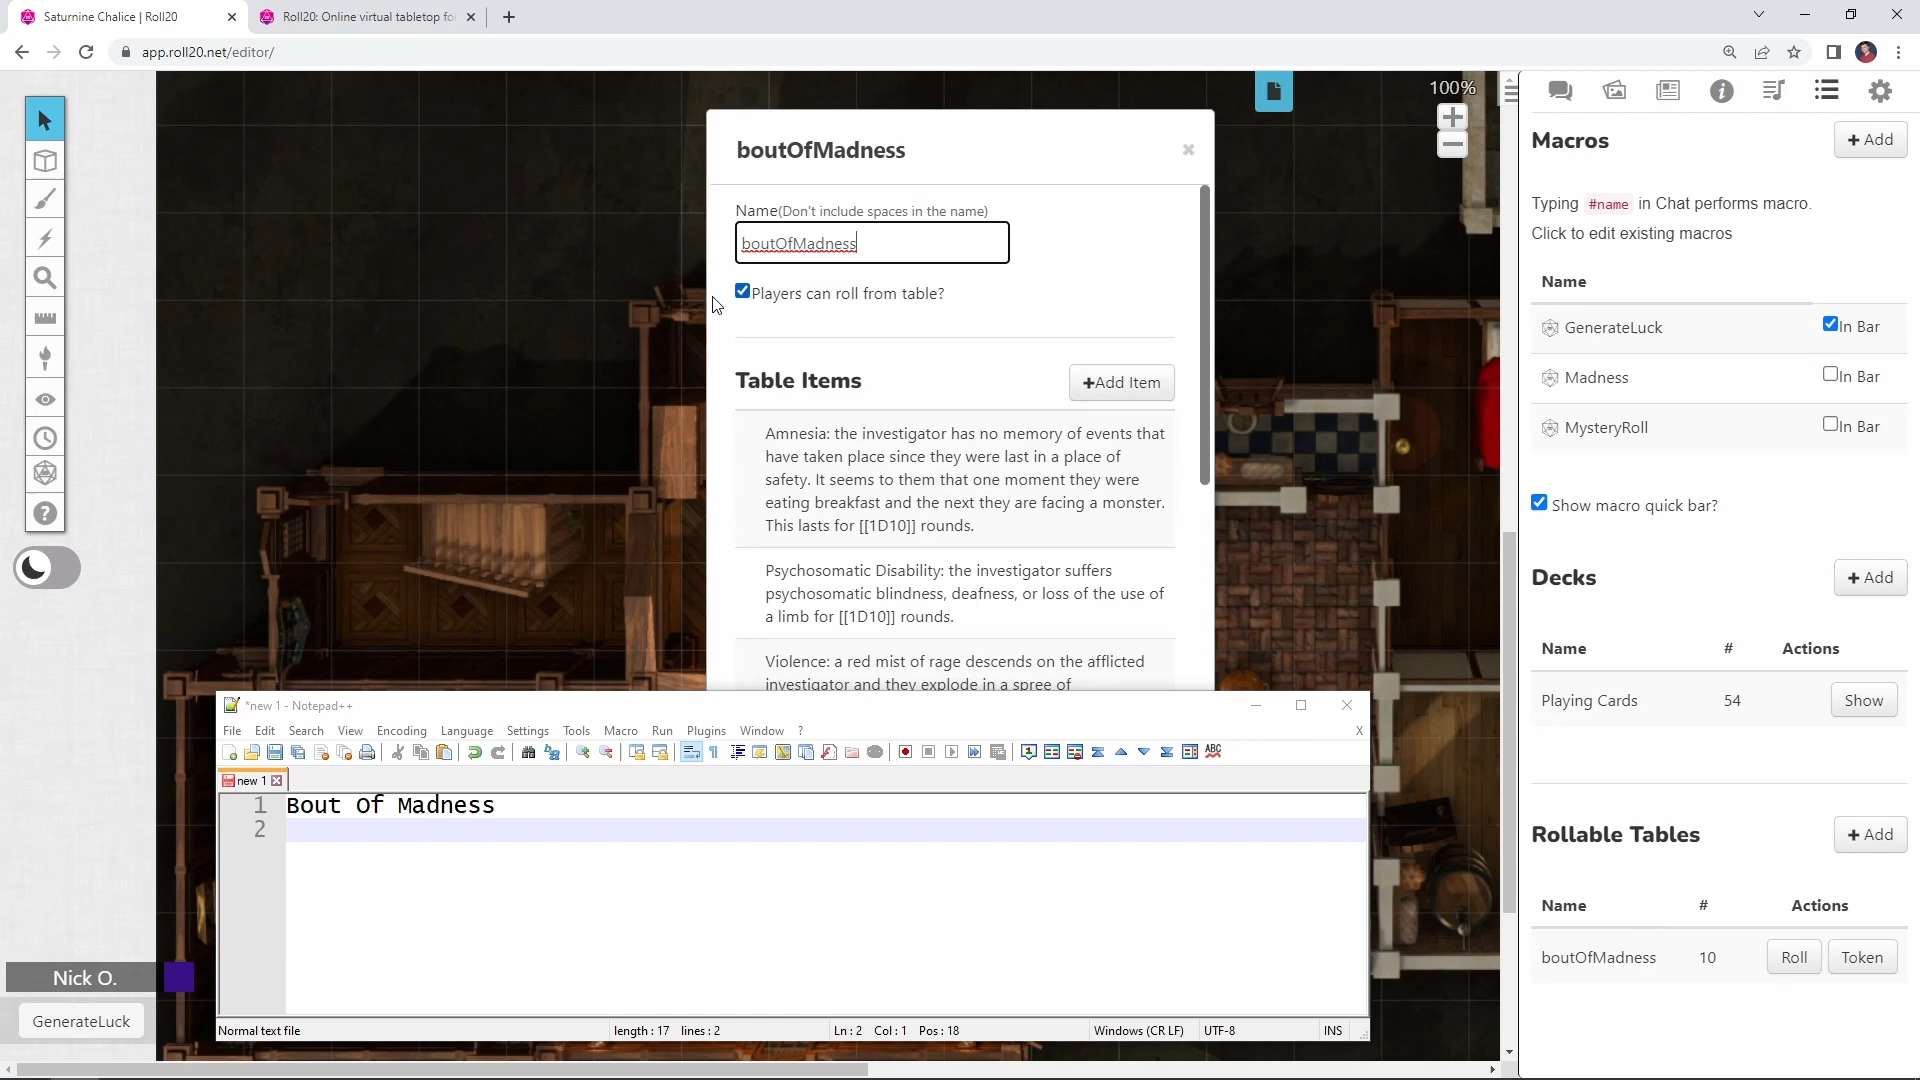 Saturnine Chalice | Roll20
Roll20: Online virtual tabletop fo
app.roll20.net/editor/
100%
boutOfMadness
Name(Don't include spaces in the name)
boutOfMadness
Players can roll from table?
Table Items
+Add Item
Amnesia: the investigator has no memory of events that
have taken place since they were last in a place of
safety. It seems to them that one moment they were
eating breakfast and the next they are facing a monster.
This lasts for [[1D10]] rounds.
Psychosomatic Disability: the investigator suffers
psychosomatic blindness, deafness, or loss of the use of
a limb for [[1D10]] rounds.
Violence: a red mist of rage descends on the afflicted
investigator and they explode in a spree of
Macros
+ Add
Typing #name in Chat performs macro.
Click to edit existing macros
Name
GenerateLuck
In Bar
Madness
In Bar
MysteryRoll
In Bar
Show macro quick bar?
Decks
+ Add
Name # Actions
Playing Cards 54 Show
Rollable Tables
+ Add
Name # Actions
boutOfMadness 10 Roll Token
*new 1 - Notepad++
File Edit Search View Encoding Language Settings Tools Macro Run Plugins Window ? X
ABC
new 1
1 Bout Of Madness
2
Normal text file length : 17 lines : 2 Ln : 2 Col : 1 Pos : 18 Windows (CR LF) UTF-8 INS
Nick O.
GenerateLuck